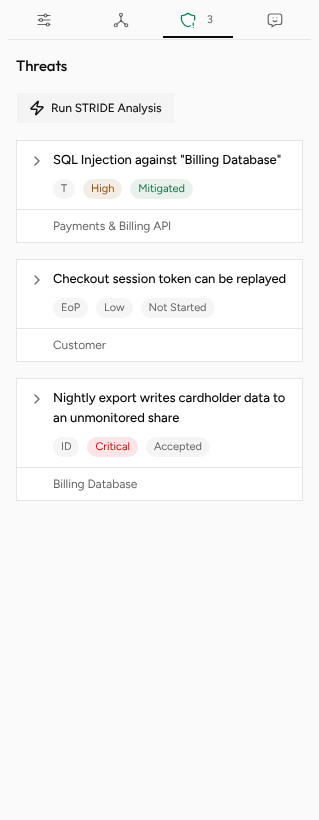 3
Threats
Run STRIDE Analysis
SQL Injection against "Billing Database"
T High Mitigated
Payments & Billing API
Checkout session token can be replayed
EoP Low Not Started
Customer
Nightly export writes cardholder data to
an unmonitored share
ID Critical Accepted
Billing Database